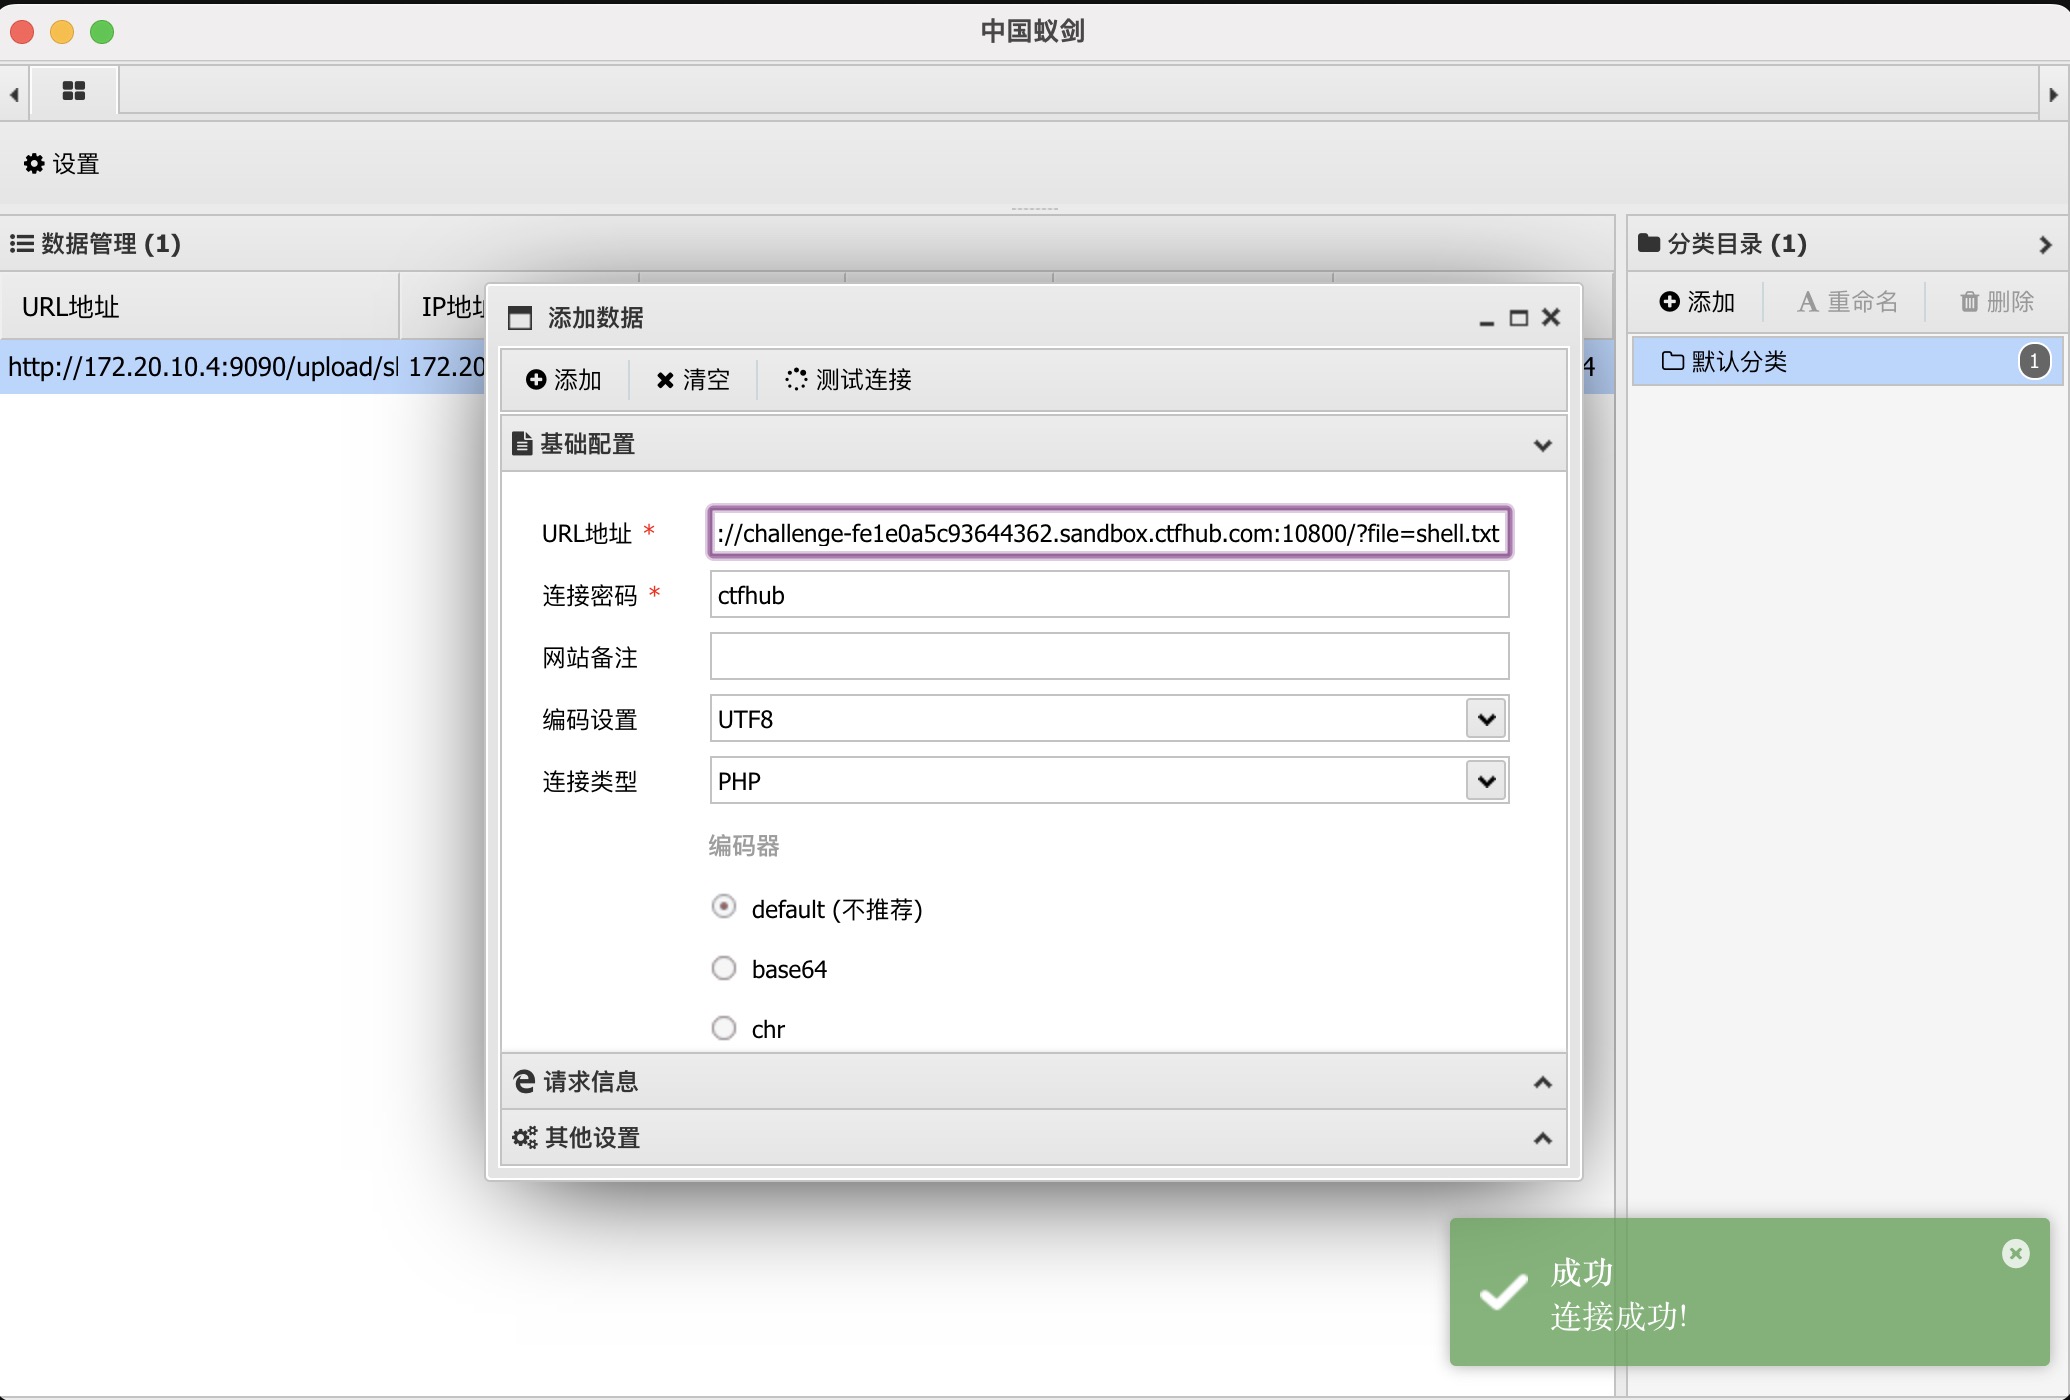 中国蚁剑
设置
数据管理 (1)
URL地址
IP地址
http://172.20.10.4:9090/upload/sl
172.20
4
添加数据
添加
清空
测试连接
基础配置
URL地址 *
://challenge-fe1e0a5c93644362.sandbox.ctfhub.com:10800/?file=shell.txt
连接密码 *
ctfhub
网站备注
编码设置
UTF8
连接类型
PHP
编码器
default (不推荐)
base64
chr
请求信息
其他设置
分类目录 (1)
添加
重命名
删除
默认分类
1
成功
连接成功!